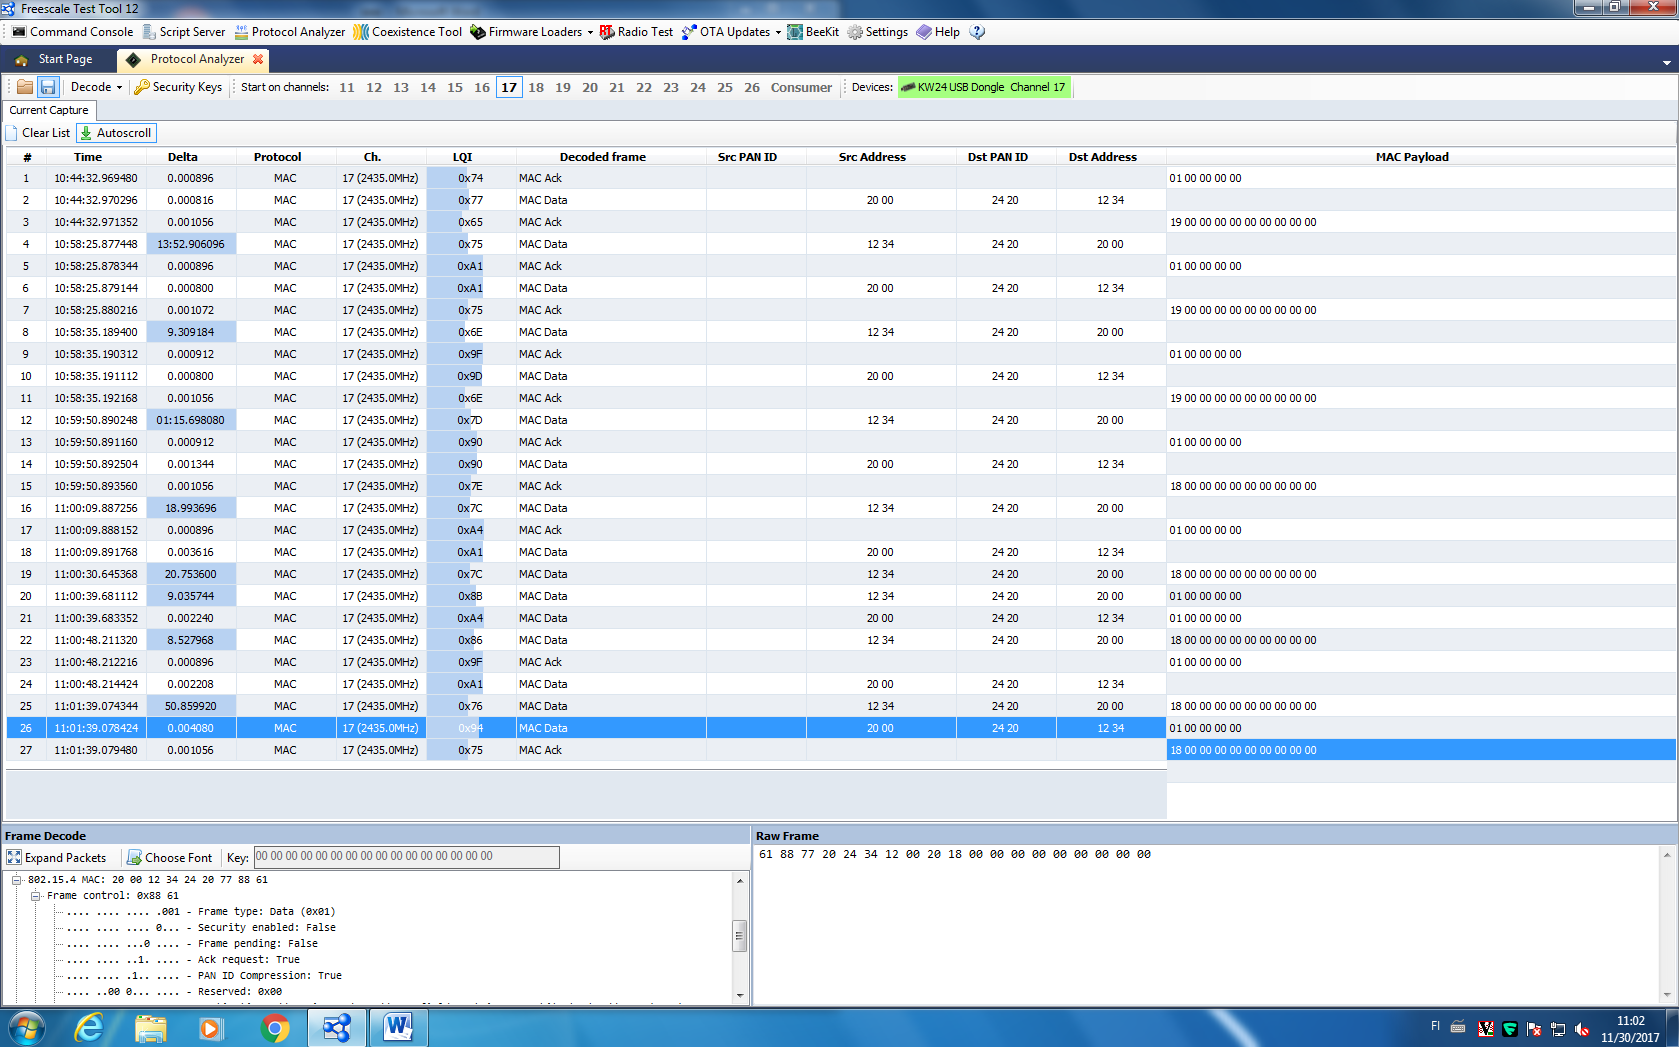 Freescale Test Tool 12
Command Console Script Server Protocol Analyzer Coexistence Tool Firmware Loaders Radio Test OTA Updates BeeKit Settings Help
Start Page Protocol Analyzer
Decode Security Keys Start on channels: 11 12 13 14 15 16 17 18 19 20 21 22 23 24 25 26 Consumer Devices: KW24 USB Dongle Channel 17
Current Capture
Clear List Autoscroll
# Time Delta Protocol Ch. LQI Decoded frame Src PAN ID Src Address Dst PAN ID Dst Address MAC Payload
1 10:44:32.969480 0.000896 MAC 17 (2435.0MHz) 0x74 MAC Ack 01 00 00 00 00
2 10:44:32.970296 0.000816 MAC 17 (2435.0MHz) 0x77 MAC Data 20 00 24 20 12 34
3 10:44:32.971352 0.001056 MAC 17 (2435.0MHz) 0x65 MAC Ack 19 00 00 00 00 00 00 00 00 00
4 10:58:25.877448 13:52.906096 MAC 17 (2435.0MHz) 0x75 MAC Data 12 34 24 20 20 00
5 10:58:25.878344 0.000896 MAC 17 (2435.0MHz) 0xA1 MAC Ack 01 00 00 00 00
6 10:58:25.879144 0.000800 MAC 17 (2435.0MHz) 0xA1 MAC Data 20 00 24 20 12 34
7 10:58:25.880216 0.001072 MAC 17 (2435.0MHz) 0x75 MAC Ack 19 00 00 00 00 00 00 00 00 00
8 10:58:35.189400 9.309184 MAC 17 (2435.0MHz) 0x6E MAC Data 12 34 24 20 20 00
9 10:58:35.190312 0.000912 MAC 17 (2435.0MHz) 0x9F MAC Ack 01 00 00 00 00
10 10:58:35.191112 0.000800 MAC 17 (2435.0MHz) 0x9D MAC Data 20 00 24 20 12 34
11 10:58:35.192168 0.001056 MAC 17 (2435.0MHz) 0x6E MAC Ack 19 00 00 00 00 00 00 00 00 00
12 10:59:50.890248 01:15.698080 MAC 17 (2435.0MHz) 0x7D MAC Data 12 34 24 20 20 00
13 10:59:50.891160 0.000912 MAC 17 (2435.0MHz) 0x90 MAC Ack 01 00 00 00 00
14 10:59:50.892504 0.001344 MAC 17 (2435.0MHz) 0x90 MAC Data 20 00 24 20 12 34
15 10:59:50.893560 0.001056 MAC 17 (2435.0MHz) 0x7E MAC Ack 18 00 00 00 00 00 00 00 00 00
16 11:00:09.887256 18.993696 MAC 17 (2435.0MHz) 0x7C MAC Data 12 34 24 20 20 00
17 11:00:09.888152 0.000896 MAC 17 (2435.0MHz) 0xA4 MAC Ack 01 00 00 00 00
18 11:00:09.891768 0.003616 MAC 17 (2435.0MHz) 0xA1 MAC Data 20 00 24 20 12 34
19 11:00:30.645368 20.753600 MAC 17 (2435.0MHz) 0x7C MAC Data 12 34 24 20 20 00 18 00 00 00 00 00 00 00 00 00
20 11:00:39.681112 9.035744 MAC 17 (2435.0MHz) 0x8B MAC Data 12 34 24 20 20 00 01 00 00 00 00
21 11:00:39.683352 0.002240 MAC 17 (2435.0MHz) 0xA4 MAC Data 20 00 24 20 12 34 01 00 00 00 00
22 11:00:48.211320 8.527968 MAC 17 (2435.0MHz) 0x86 MAC Data 12 34 24 20 20 00 18 00 00 00 00 00 00 00 00 00
23 11:00:48.212216 0.000896 MAC 17 (2435.0MHz) 0x9F MAC Ack 01 00 00 00 00
24 11:00:48.214424 0.002208 MAC 17 (2435.0MHz) 0xA1 MAC Data 20 00 24 20 12 34
25 11:01:39.074344 50.859920 MAC 17 (2435.0MHz) 0x76 MAC Data 12 34 24 20 20 00 18 00 00 00 00 00 00 00 00 00
26 11:01:39.078424 0.004080 MAC 17 (2435.0MHz) 0x94 MAC Data 20 00 24 20 12 34 01 00 00 00 00
27 11:01:39.079480 0.001056 MAC 17 (2435.0MHz) 0x75 MAC Ack 18 00 00 00 00 00 00 00 00 00
Frame Decode
Expand Packets Choose Font Key: 00 00 00 00 00 00 00 00 00 00 00 00 00 00 00 00
802.15.4 MAC: 20 00 12 34 24 20 77 88 61
Frame control: 0x88 61
.... .... .... .001 - Frame type: Data (0x01)
.... .... .... 0... - Security enabled: False
.... .... ...0 .... - Frame pending: False
.... .... ..1. .... - Ack request: True
.... .... .1.. .... - PAN ID Compression: True
.... ..00 0... .... - Reserved: 0x00
Raw Frame
61 88 77 20 24 34 12 00 20 18 00 00 00 00 00 00 00 00 00
FI
11:02
11/30/2017